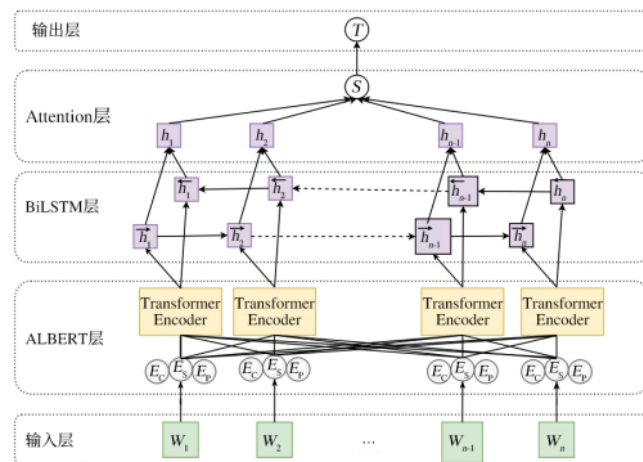 输出层
T
S
Attention层
h1 h2 hn-1 hn
h1 h2 hn-1 hn
BiLSTM层
h1 h2 hn-1 hn
Transformer Encoder Transformer Encoder Transformer Encoder Transformer Encoder
ALBERT层
EC ES EP EC ES EP EC ES EP EC ES EP
输入层
W1 W2 ... Wn-1 Wn